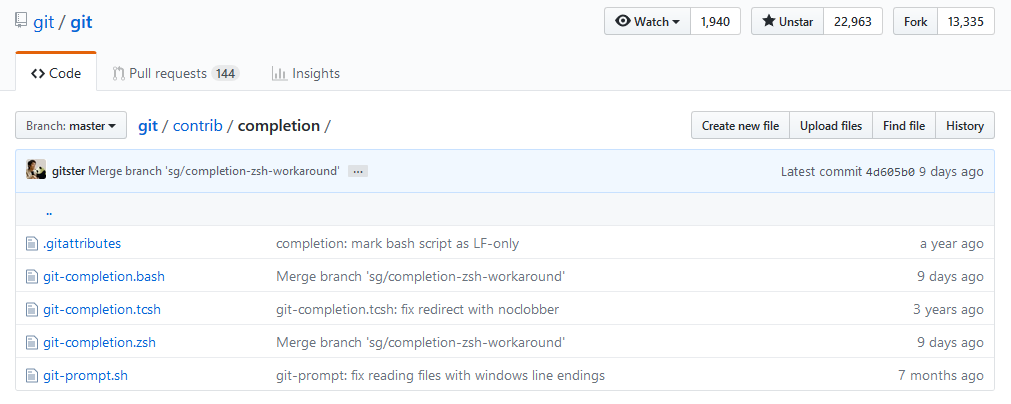 git / git Watch 1,940 Unstar 22,963 Fork 13,335
Code Pull requests 144 Insights
Branch: master git / contrib / completion / Create new file Upload files Find file History
gitster Merge branch 'sg/completion-zsh-workaround' ... Latest commit 4d605b0 9 days ago
..
.gitattributes completion: mark bash script as LF-only a year ago
git-completion.bash Merge branch 'sg/completion-zsh-workaround' 9 days ago
git-completion.tcsh git-completion.tcsh: fix redirect with noclobber 3 years ago
git-completion.zsh Merge branch 'sg/completion-zsh-workaround' 9 days ago
git-prompt.sh git-prompt: fix reading files with windows line endings 7 months ago